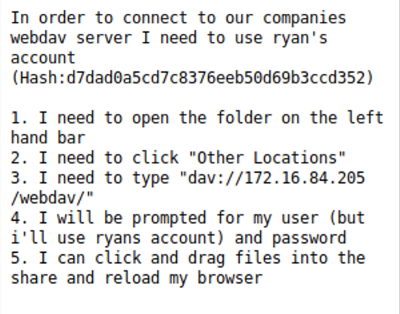 In order to connect to our companies
webdav server I need to use ryan's
account
(Hash:d7dad0a5cd7c8376eeb50d69b3ccd352)
1. I need to open the folder on the left
hand bar
2. I need to click "Other Locations"
3. I need to type "dav://172.16.84.205
/webdav/"
4. I will be prompted for my user (but
i'll use ryans account) and password
5. I can click and drag files into the
share and reload my browser